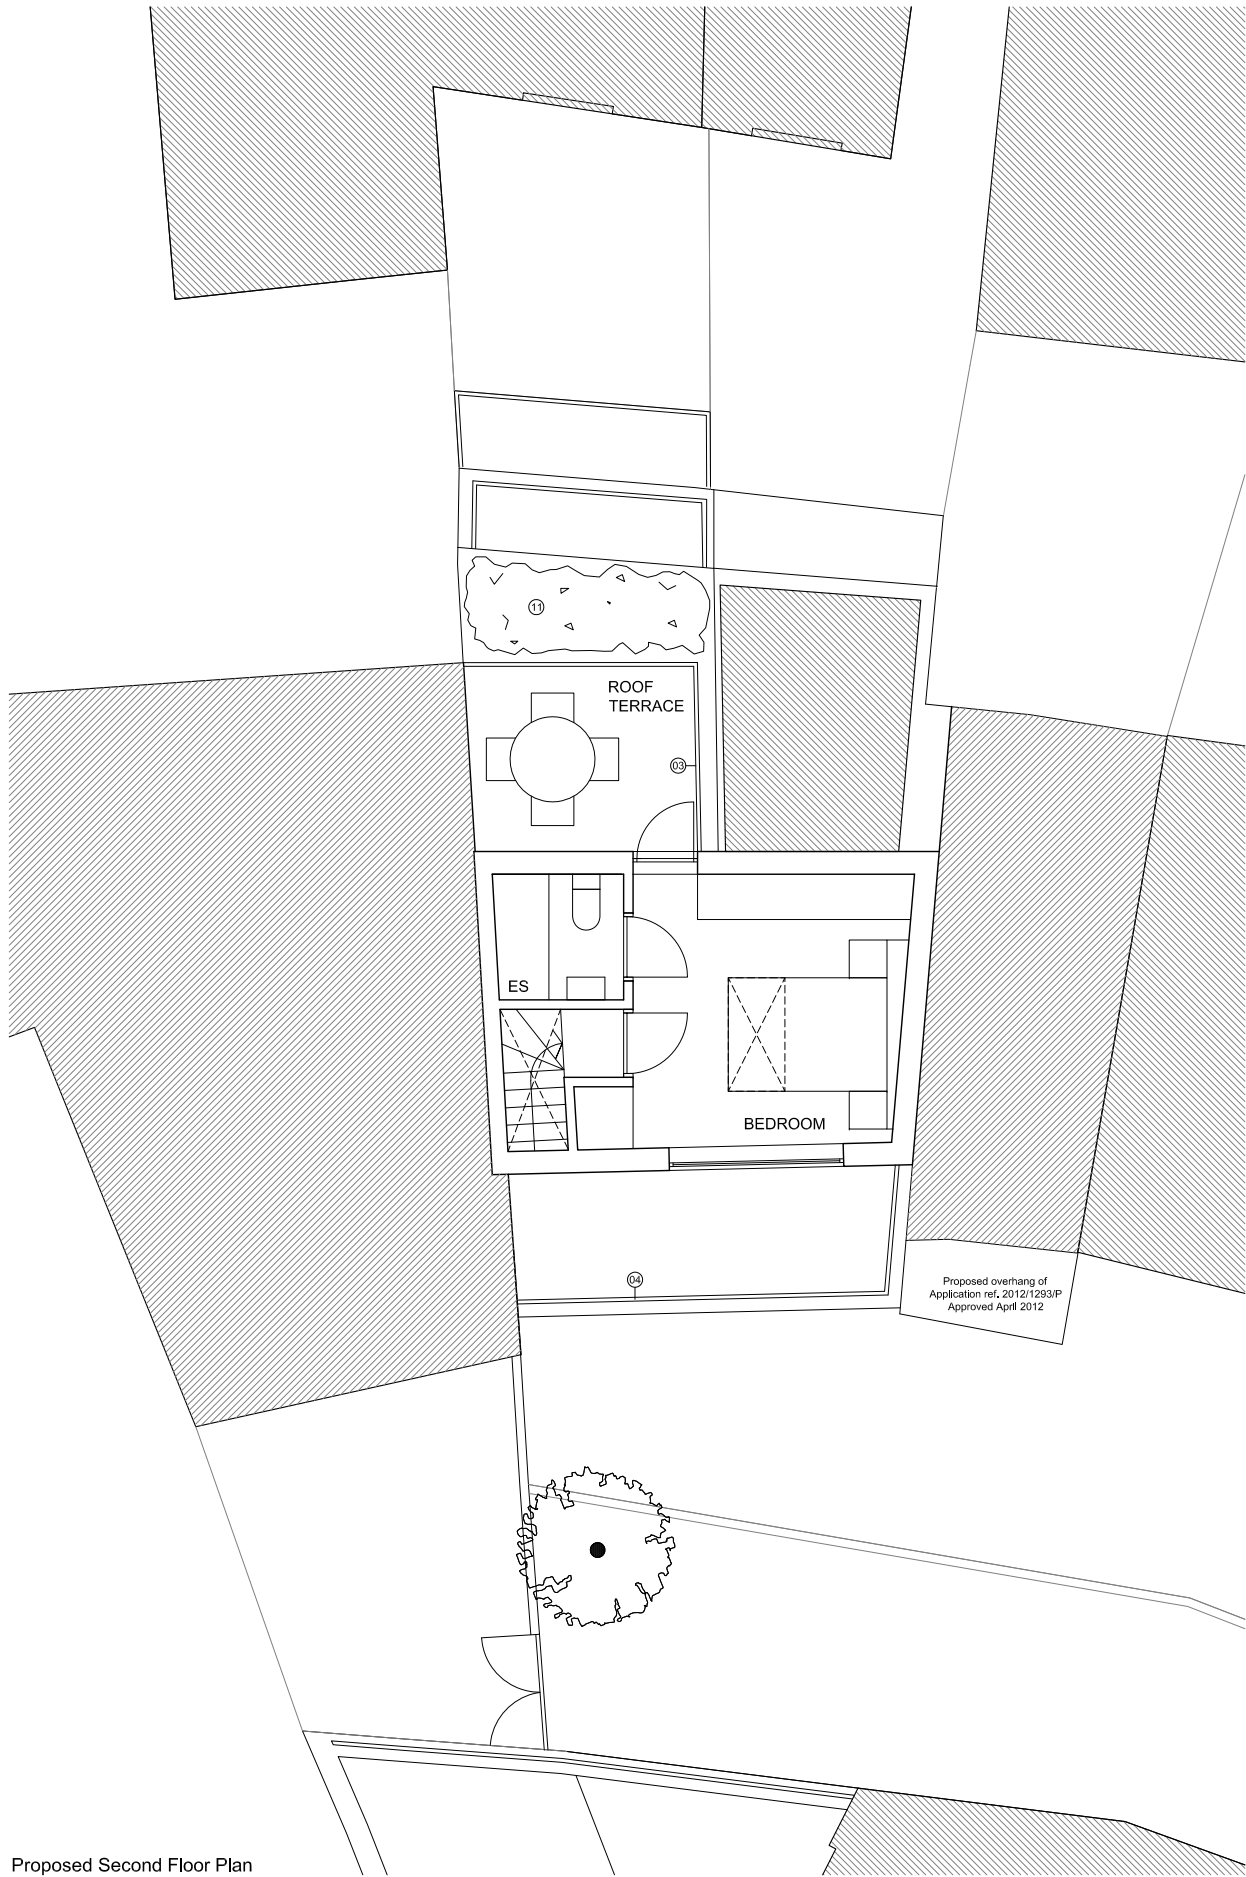 11
ROOF
TERRACE
03
ES
BEDROOM
04
Proposed overhang of
Application ref. 2012/1293/P
Approved April 2012
Proposed Second Floor Plan